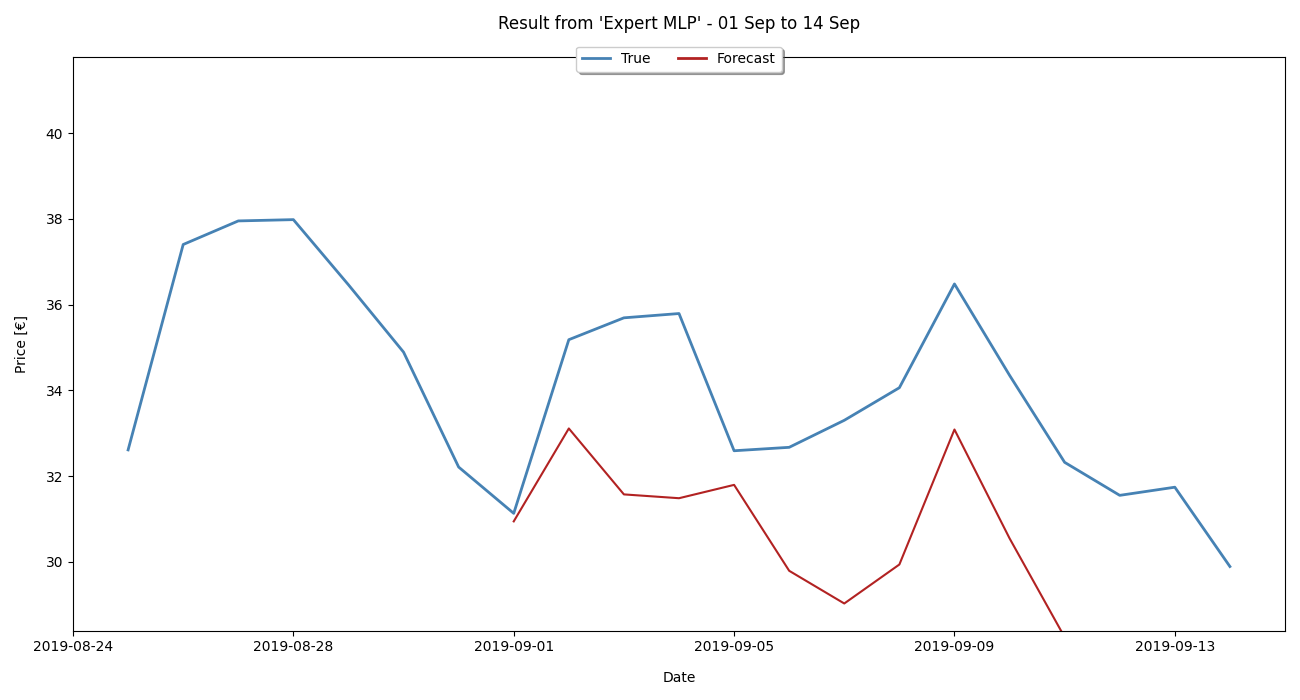 Result from 'Expert MLP' - 01 Sep to 14 Sep
True Forecast
40
38
36
34
32
30
Price [€]
2019-08-24 2019-08-28 2019-09-01 2019-09-05 2019-09-09 2019-09-13
Date